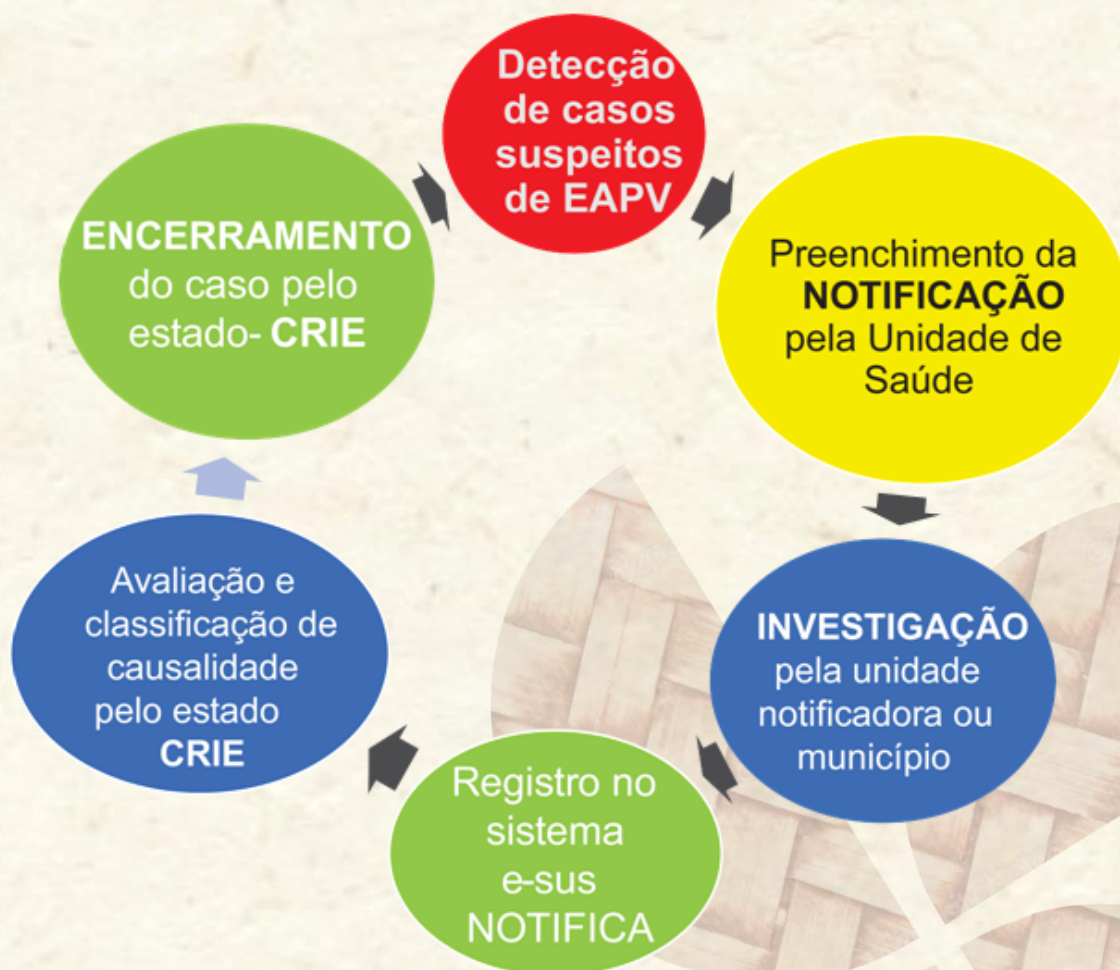 Detecção
de casos
suspeitos
de EAPV
Preenchimento da
NOTIFICAÇÃO
pela Unidade de
Saúde
INVESTIGAÇÃO
pela unidade
notificadora ou
município
Registro no
sistema
e-sus
NOTIFICA
Avaliação e
classificação de
causalidade
pelo estado
CRIE
ENCERRAMENTO
do caso pelo
estado- CRIE